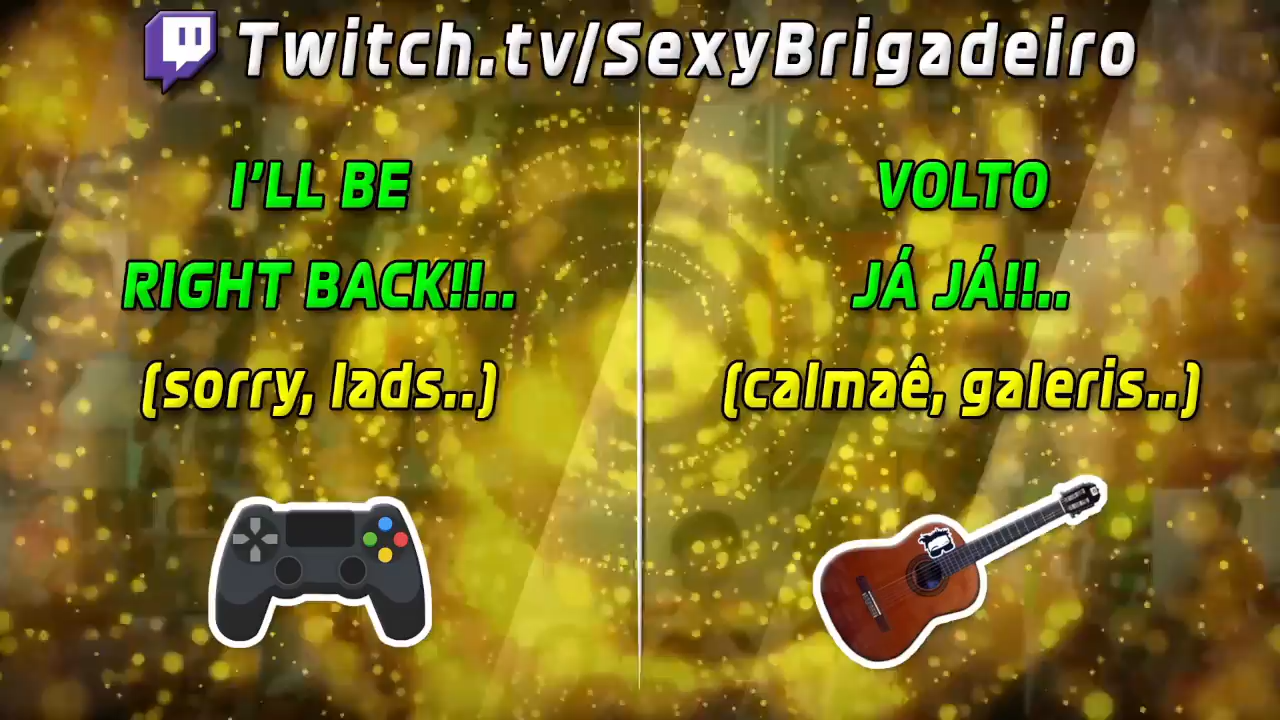 Twitch.tv/SexyBrigadeiro
I'LL BE
RIGHT BACK!!..
(sorry, lads..)
VOLTO
JÁ JÁ!!..
(calmaê, galeris..)